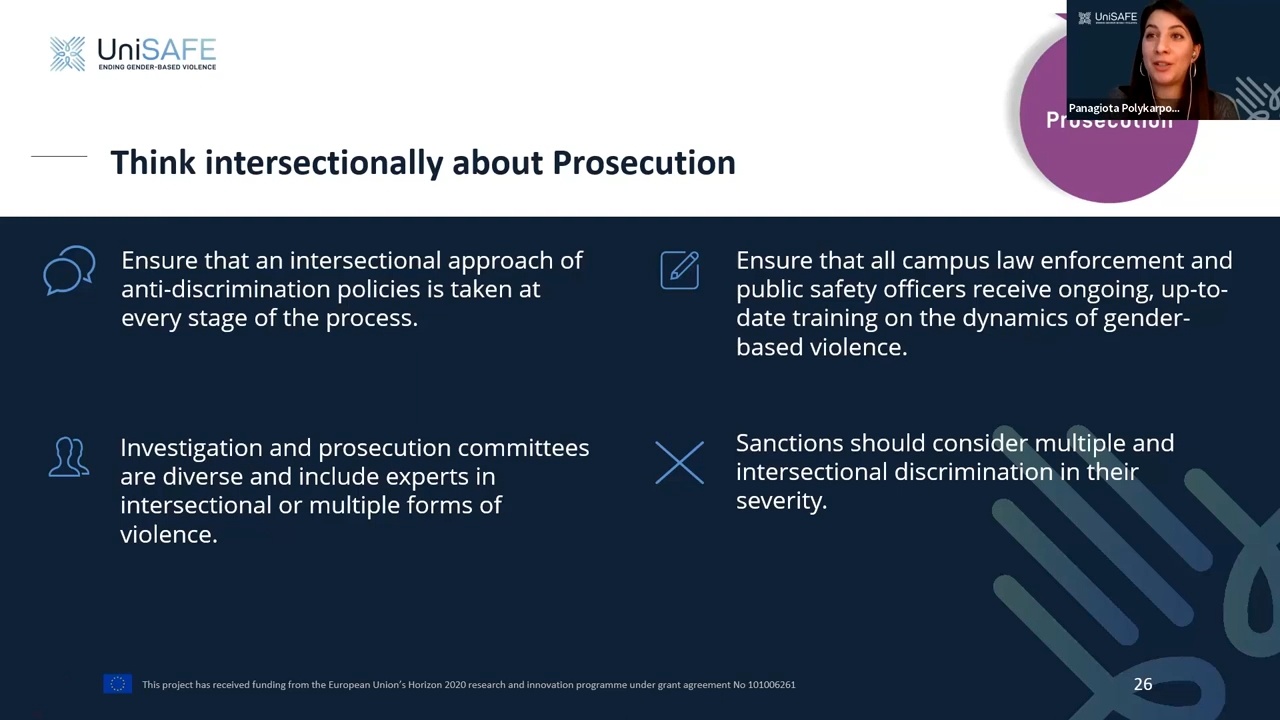 UniSAFE
ENDING GENDER-BASED VIOLENCE
UniSAFE
Panagiota Polykarpo...
Prosecution
Think intersectionally about Prosecution
Ensure that an intersectional approach of
anti-discrimination policies is taken at
every stage of the process.
Ensure that all campus law enforcement and
public safety officers receive ongoing, up-to-
date training on the dynamics of gender-
based violence.
Investigation and prosecution committees
are diverse and include experts in
intersectional or multiple forms of
violence.
Sanctions should consider multiple and
intersectional discrimination in their
severity.
This project has received funding from the European Union's Horizon 2020 research and innovation programme under grant agreement No 101006261
26